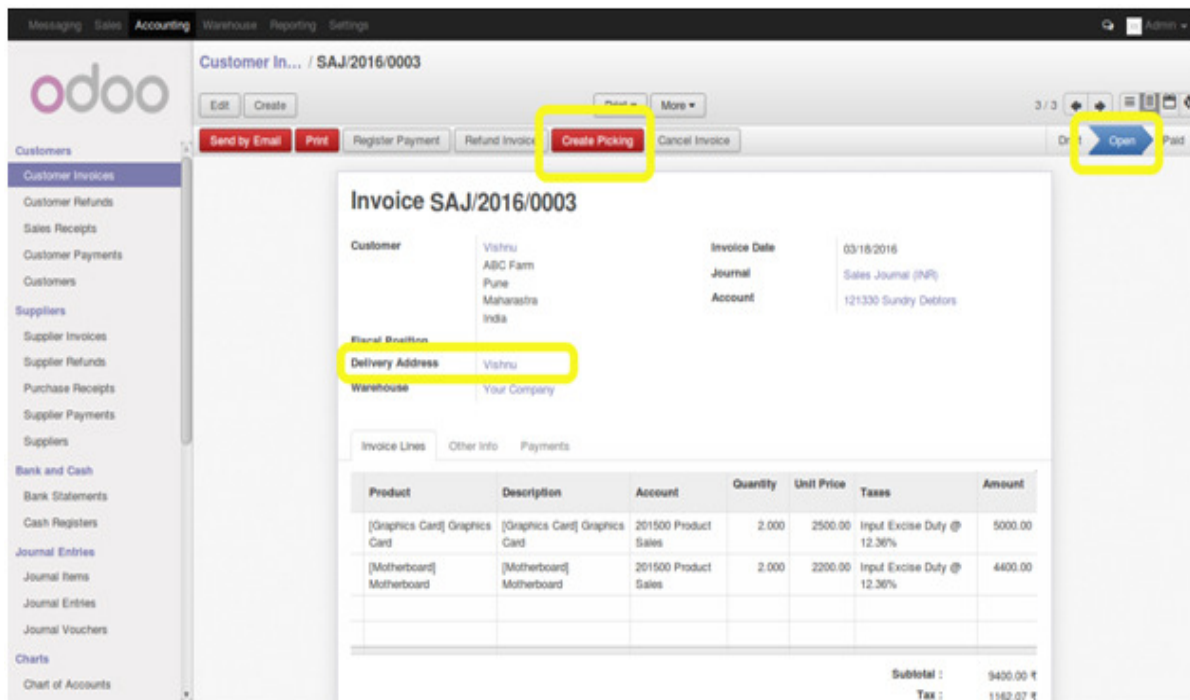 Messaging Sales Accounting Warehouse Reporting Settings Admin
odoo
Customer In... / SAJ/2016/0003
Edit Create Print More 3 / 3
Send by Email Print Register Payment Refund Invoice Create Picking Cancel Invoice Open Paid
Customers
Customer Invoices
Customer Refunds
Sales Receipts
Customer Payments
Customers
Suppliers
Supplier Invoices
Supplier Refunds
Purchase Receipts
Supplier Payments
Suppliers
Bank and Cash
Bank Statements
Cash Registers
Journal Entries
Journal Items
Journal Entries
Journal Vouchers
Charts
Chart of Accounts
Invoice SAJ/2016/0003
Customer Vishnu
ABC Farm
Pune
Maharastra
India
Invoice Date 03/18/2016
Journal Sales Journal (INR)
Account 121330 Sundry Debtors
Fiscal Position
Delivery Address Vishnu
Warehouse Your Company
Invoice Lines Other Info Payments
Product Description Account Quantity Unit Price Taxes Amount
[Graphics Card] Graphics [Graphics Card] Graphics 201500 Product 2.000 2500.00 Input Excise Duty @ 5000.00
Card Card Sales 12.36%
[Motherboard] [Motherboard] 201500 Product 2.000 2200.00 Input Excise Duty @ 4400.00
Motherboard Motherboard Sales 12.36%
Subtotal : 9400.00 ₹
Tax : 1162.07 ₹